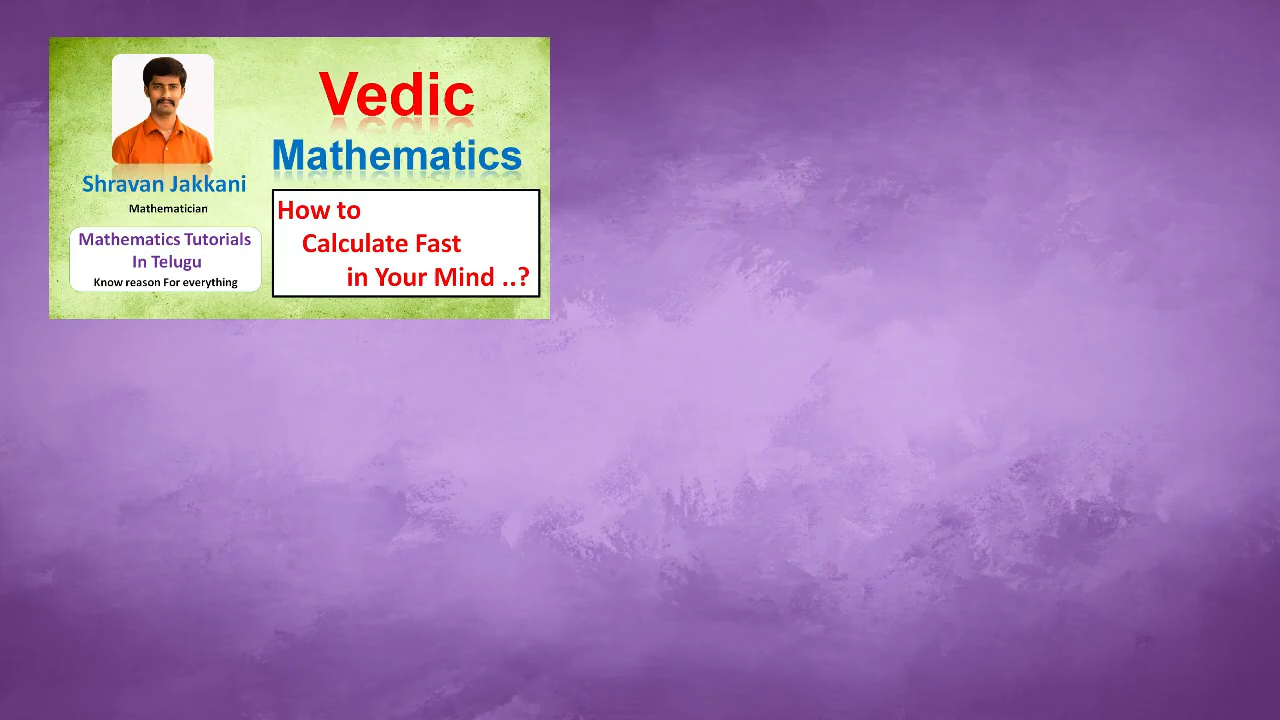 Vedic
Mathematics
Shravan Jakkani
Mathematician
Mathematics Tutorials
In Telugu
Know reason For everything
How to
Calculate Fast
in Your Mind ..?